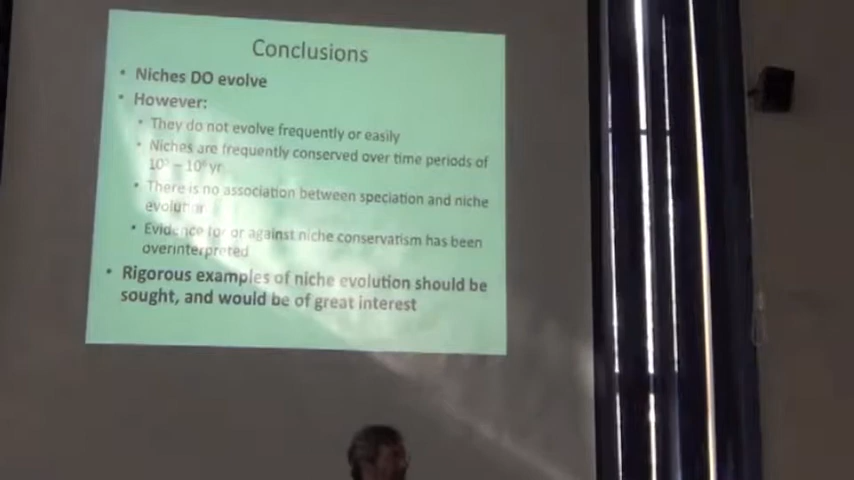 Conclusions
• Niches DO evolve
• However:
• They do not evolve frequently or easily
• Niches are frequently conserved over time periods of
yr
• There is no association between speciation and niche
evolution
• Evidence for or against niche conservatism has been
overinterpreted
• Rigorous examples of niche evolution should be
sought, and would be of great interest